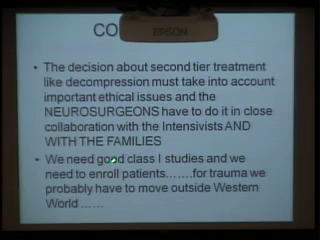 CO
EPSON
• The decision about second tier treatment
like decompression must take into account
important ethical issues and the
NEUROSURGEONS have to do it in close
collaboration with the Intensivists AND
WITH THE FAMILIES
• We need good class I studies and we
need to enroll patients.......for trauma we
probably have to move outside Western
World ......